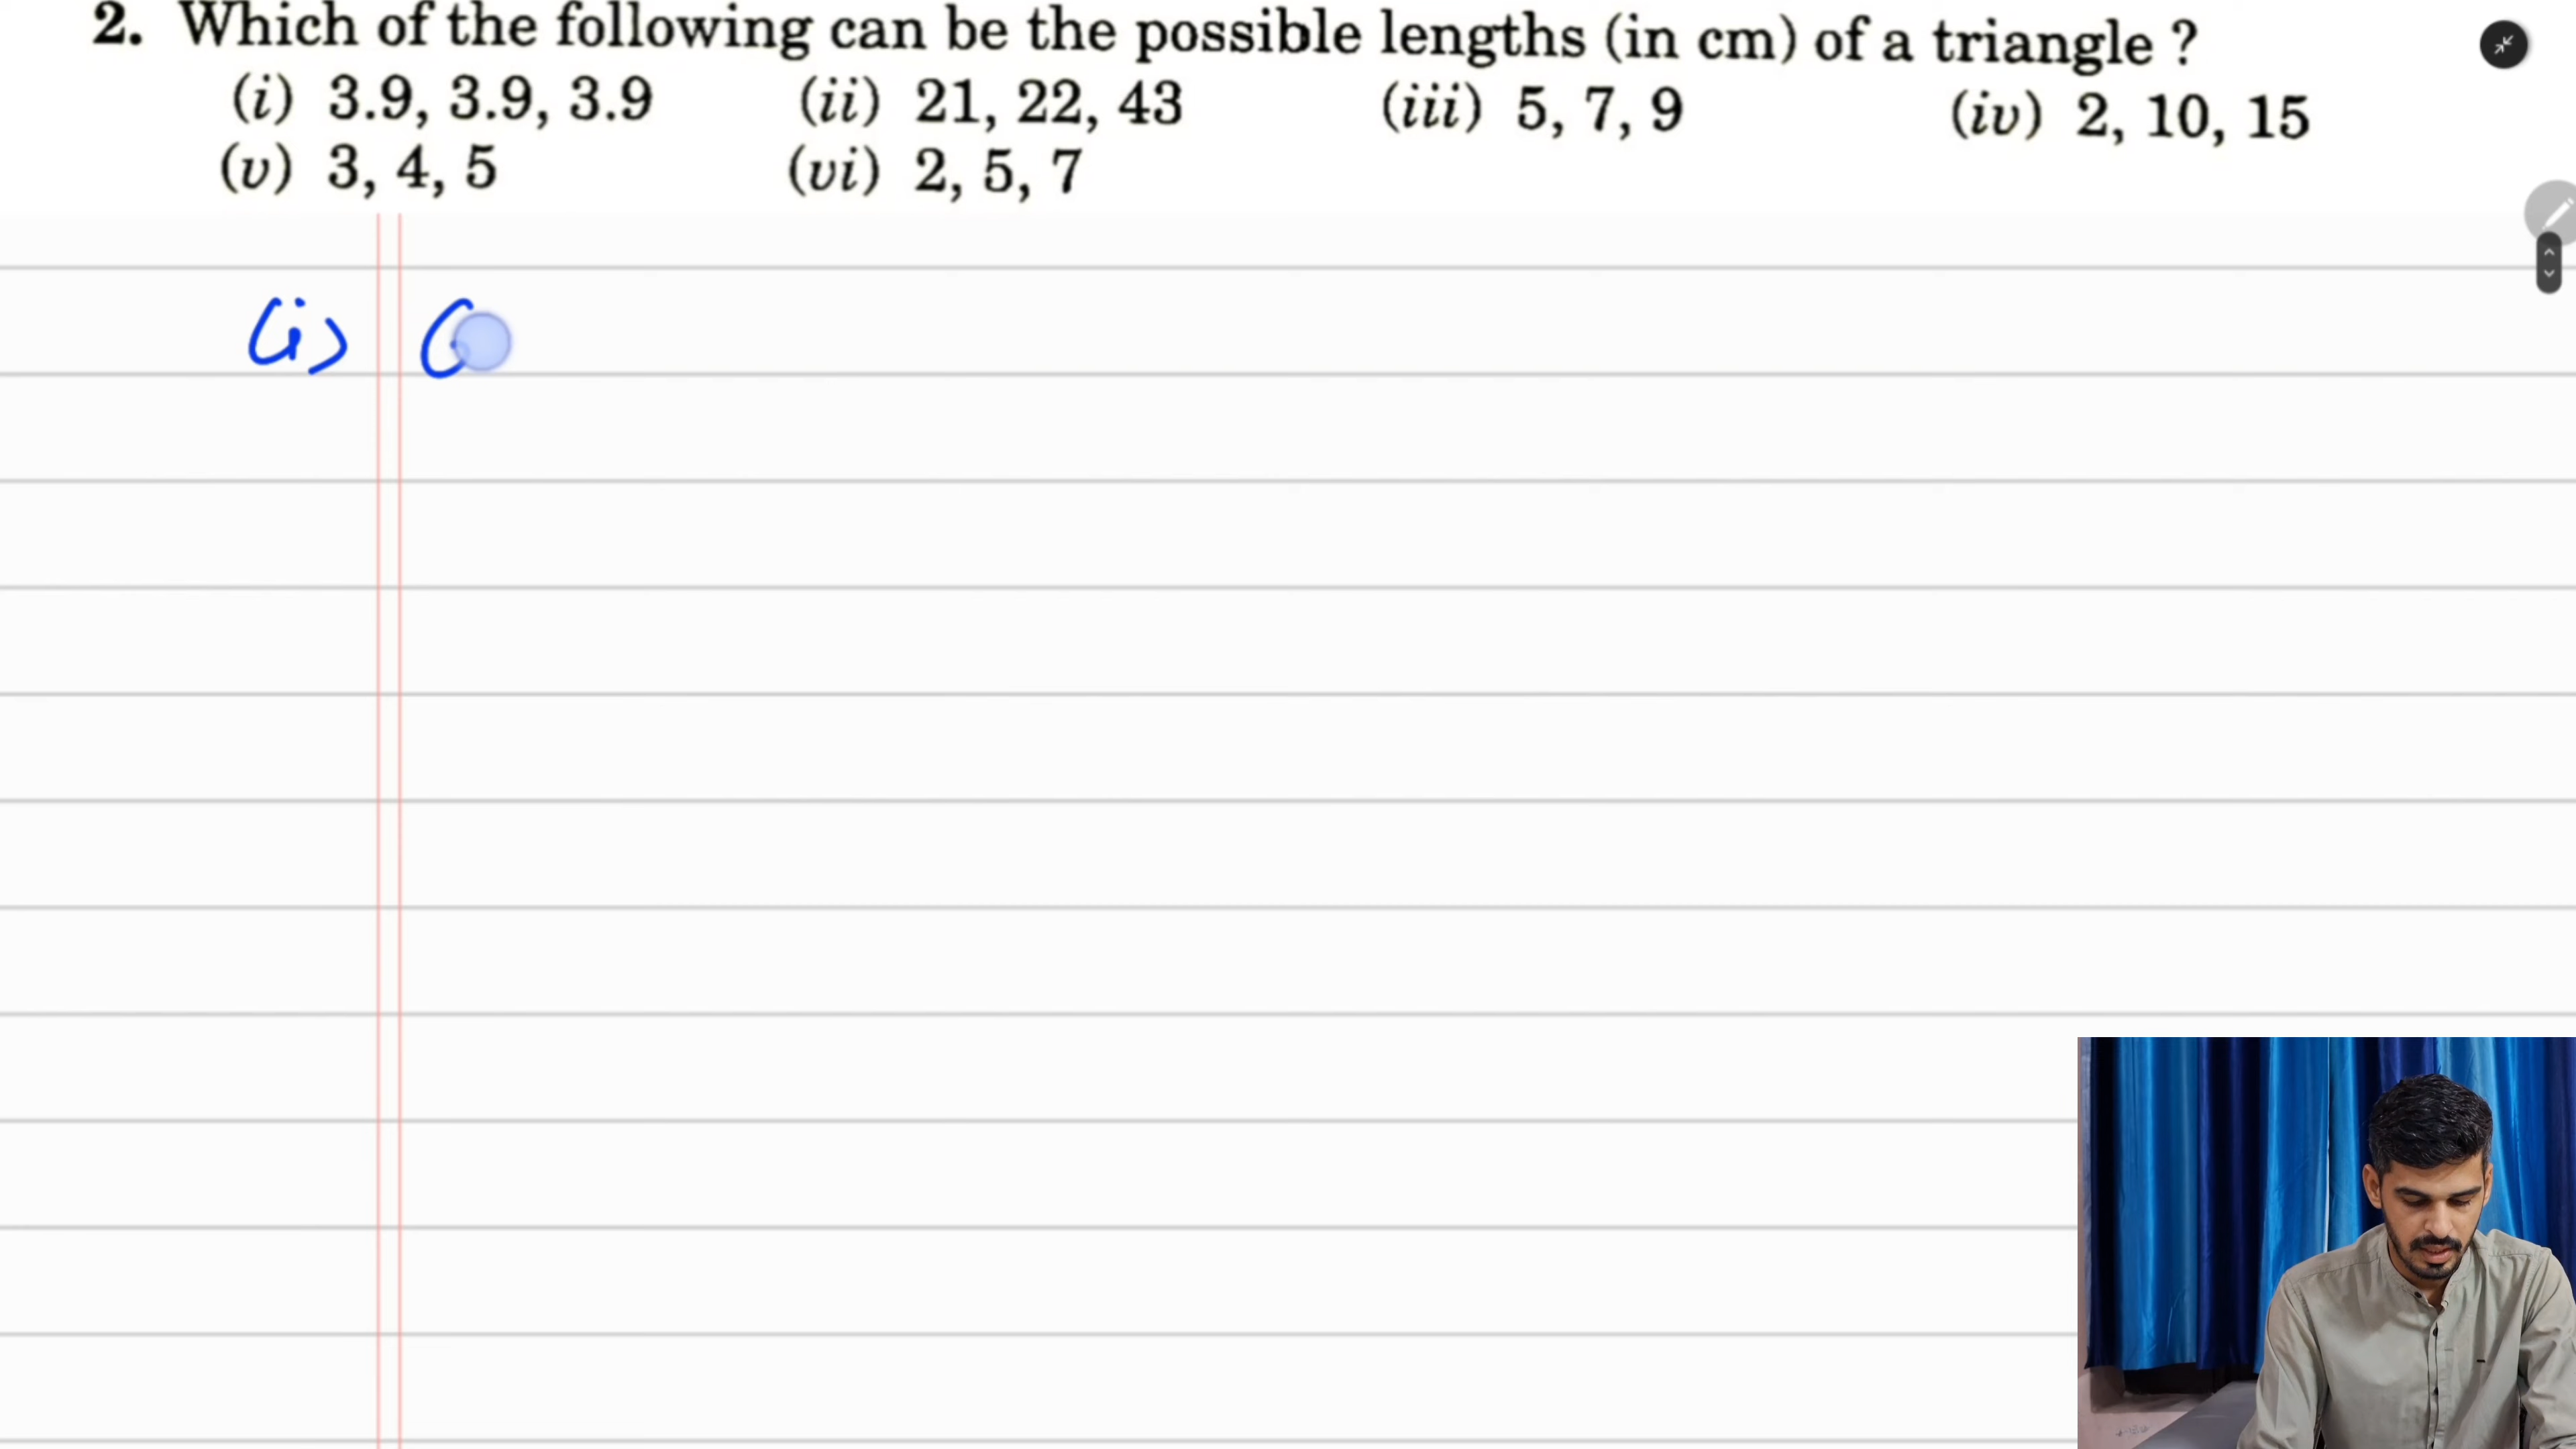 2. Which of the following can be the possible lengths (in cm) of a triangle ?
(i) 3.9, 3.9, 3.9 (ii) 21, 22, 43 (iii) 5, 7, 9 (iv) 2, 10, 15
(v) 3, 4, 5 (vi) 2, 5, 7
(i) (